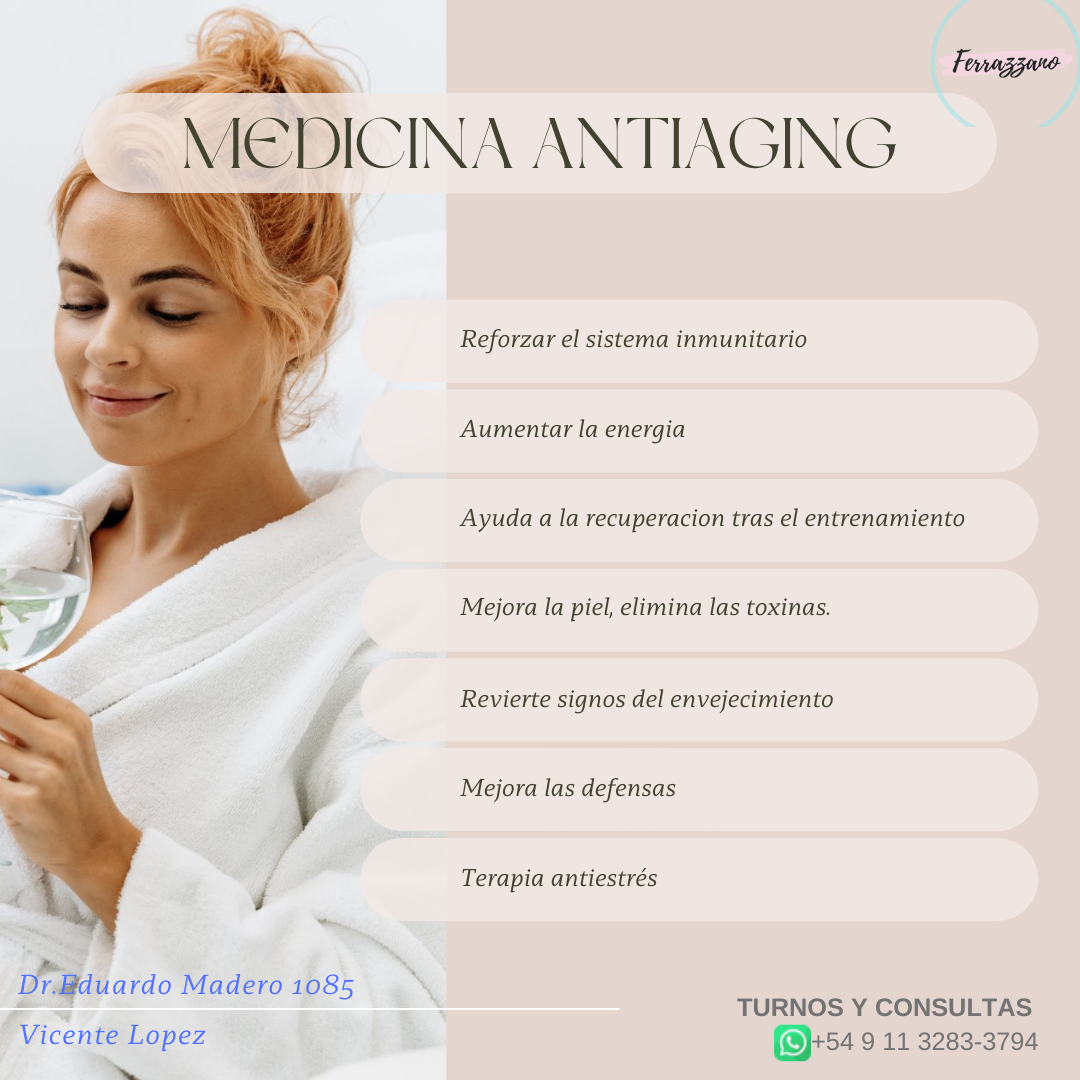 Ferrazzano
MEDICINA ANTIAGING
Reforzar el sistema inmunitario
Aumentar la energia
Ayuda a la recuperacion tras el entrenamiento
Mejora la piel, elimina las toxinas.
Revierte signos del envejecimiento
Mejora las defensas
Terapia antiestrés
Dr.Eduardo Madero 1085
Vicente Lopez
TURNOS Y CONSULTAS
+54 9 11 3283-3794